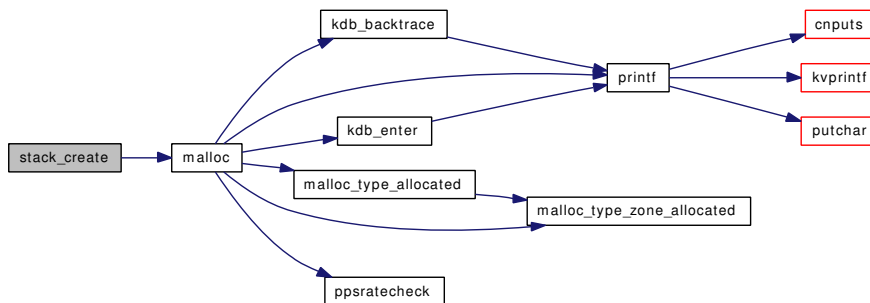 kdb_backtrace
cnputs
printf
kvprintf
kdb_enter
putchar
stack_create
malloc
malloc_type_allocated
malloc_type_zone_allocated
ppsratecheck